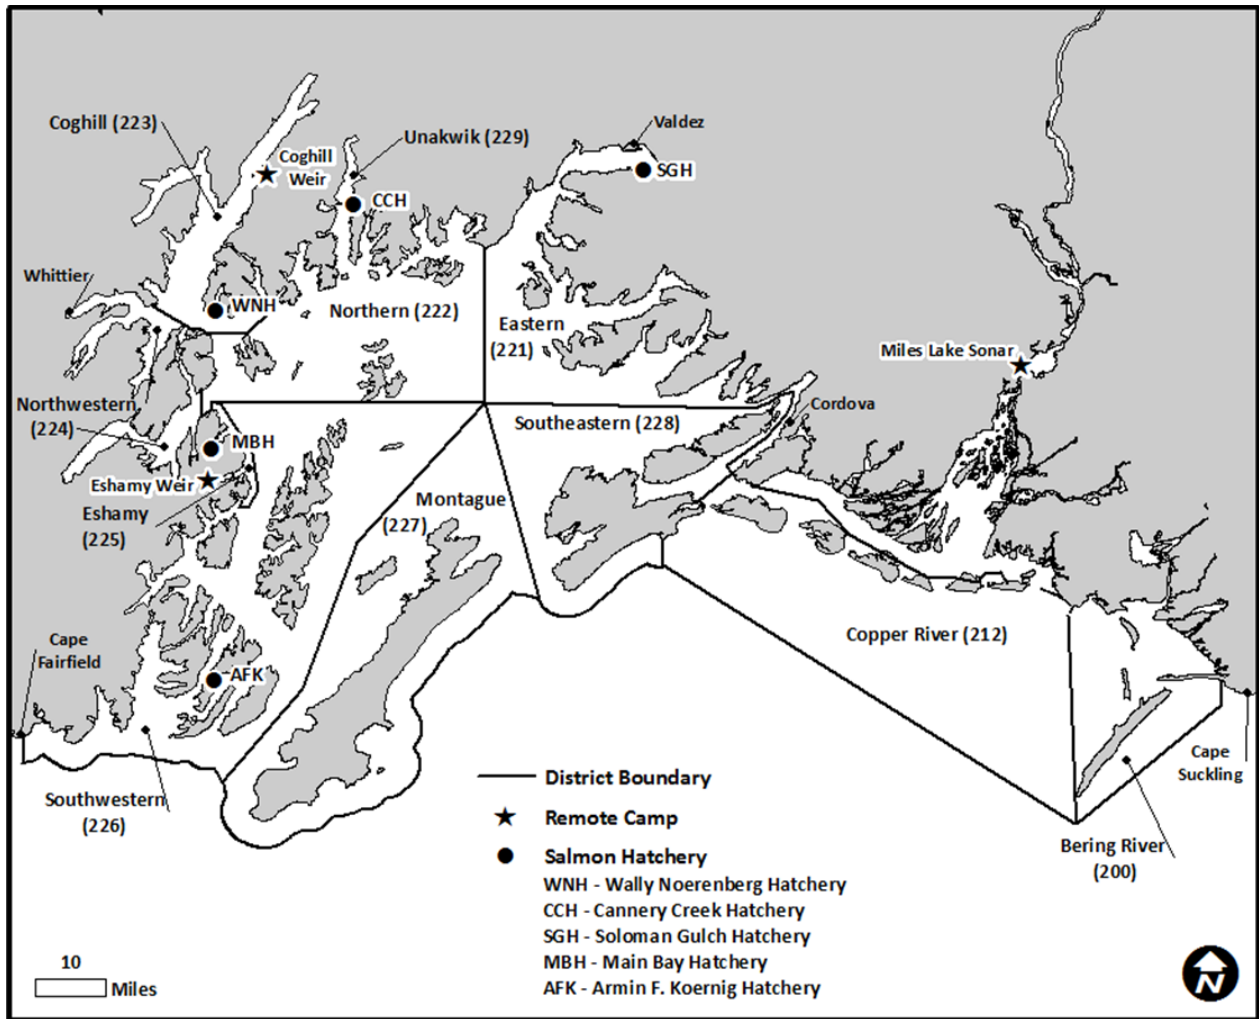 Coghill (223)
Coghill
Weir
Unakwik (229)
Valdez
SGH
CCH
Whittier
WNH
Northern (222)
Eastern
(221)
Miles Lake Sonar
Northwestern
(224)
MBH
Southeastern (228)
Cordova
Eshamy Weir
Eshamy
(225)
Montague
(227)
Copper River (212)
Cape
Fairfield
AFK
Southwestern
(226)
Cape
Suckling
Bering River
(200)
District Boundary
Remote Camp
Salmon Hatchery
WNH - Wally Noerenberg Hatchery
CCH - Cannery Creek Hatchery
SGH - Soloman Gulch Hatchery
MBH - Main Bay Hatchery
AFK - Armin F. Koernig Hatchery
10
Miles
N